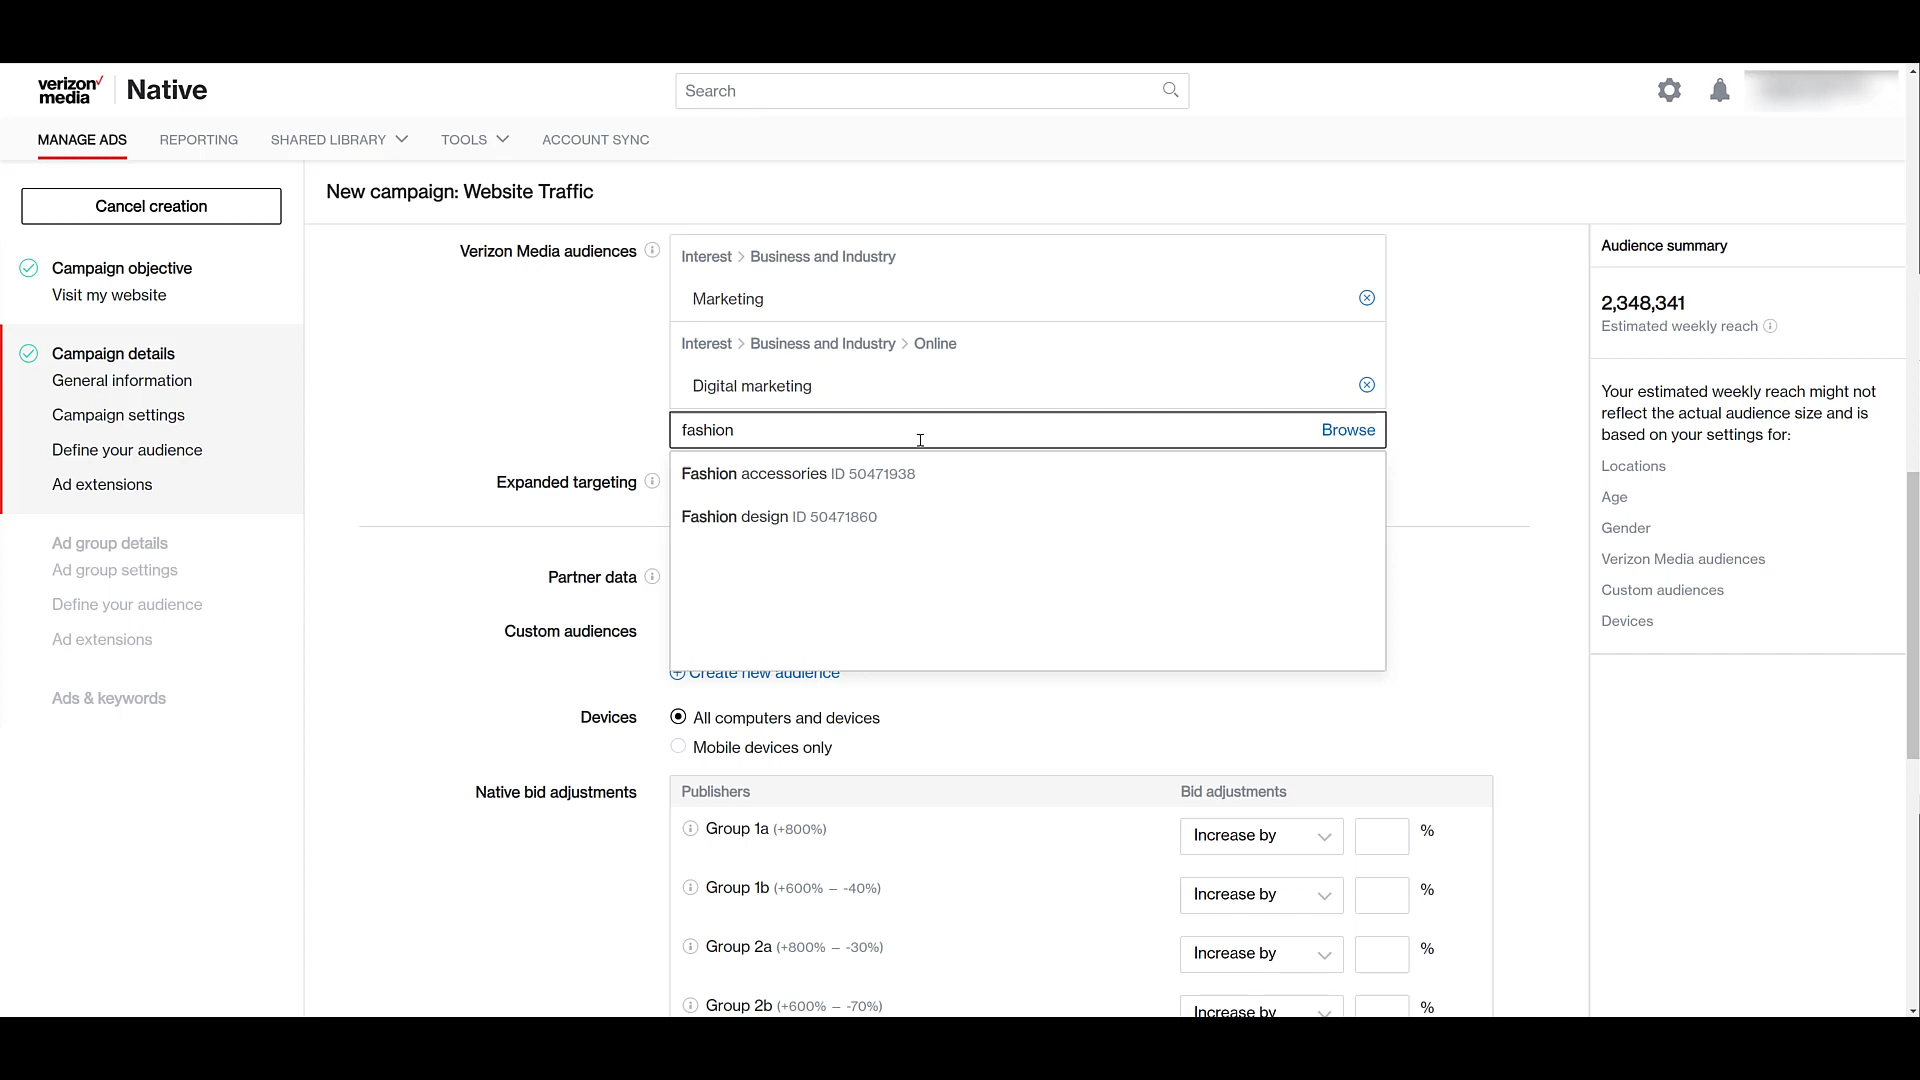 verizon media
Native
Search
MANAGE ADS
REPORTING
SHARED LIBRARY
TOOLS
ACCOUNT SYNC
Cancel creation
Campaign objective
Visit my website
Campaign details
General information
Campaign settings
Define your audience
Ad extensions
Ad group details
Ad group settings
Define your audience
Ad extensions
Ads & keywords
New campaign: Website Traffic
Verizon Media audiences
Interest > Business and Industry
Marketing
Interest > Business and Industry > Online
Digital marketing
fashion
Browse
Fashion accessories ID 50471938
Fashion design ID 50471860
Expanded targeting
Partner data
Custom audiences
Create new audience
Devices
All computers and devices
Mobile devices only
Native bid adjustments
Publishers
Bid adjustments
Group 1a (+800%)
Increase by
%
Group 1b (+600% – -40%)
Increase by
%
Group 2a (+800% – -30%)
Increase by
%
Group 2b (+600% – -70%)
Increase by
%
Audience summary
2,348,341
Estimated weekly reach
Your estimated weekly reach might not
reflect the actual audience size and is
based on your settings for:
Locations
Age
Gender
Verizon Media audiences
Custom audiences
Devices